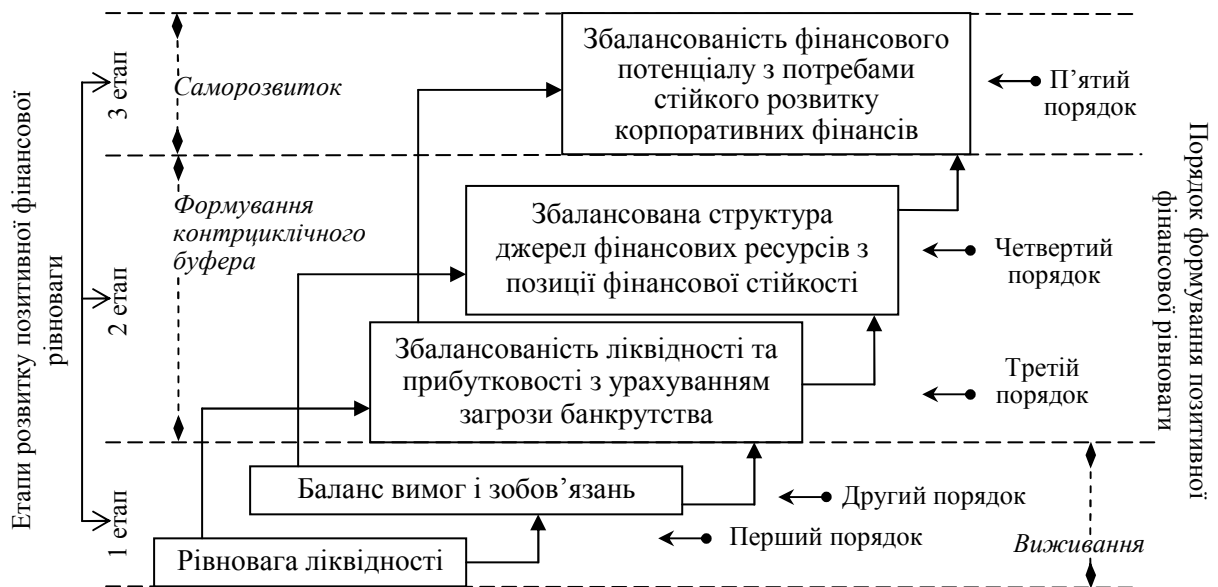 Етапи розвитку позитивної фінансової
рівноваги
3 етап
2 етап
1 етап
Саморозвиток
Формування
контрциклічного
буфера
Збалансованість фінансового
потенціалу з потребами
стійкого розвитку
корпоративних фінансів
П’ятий
порядок
Збалансована структура
джерел фінансових ресурсів з
позиції фінансової стійкості
Четвертий
порядок
Збалансованість ліквідності та
прибутковості з урахуванням
загрози банкрутства
Третій
порядок
Баланс вимог і зобов’язань
Другий порядок
Рівновага ліквідності
Перший порядок
Виживання
Порядок формування позитивної
фінансової рівноваги